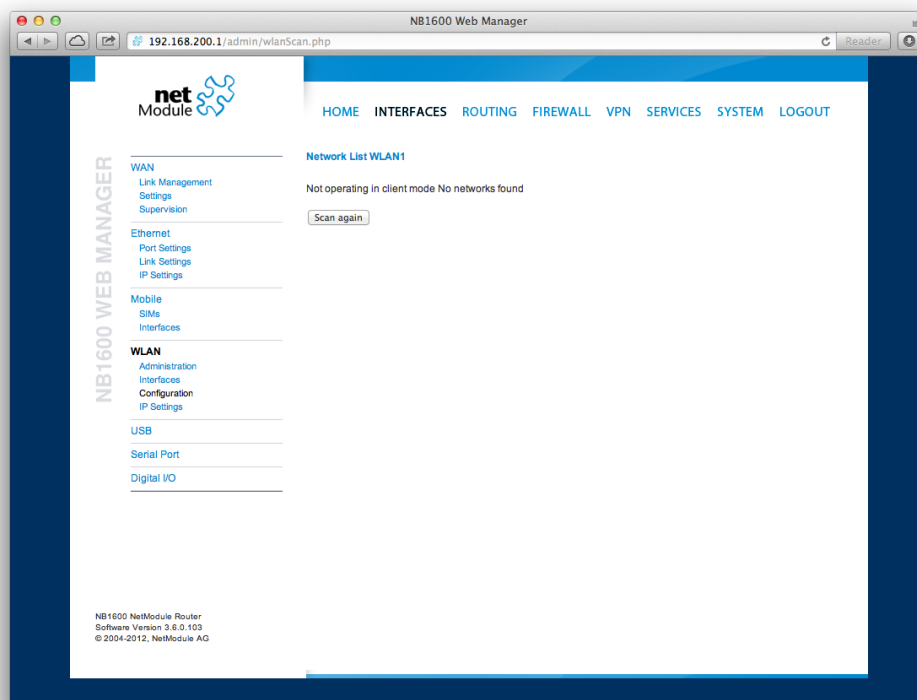 NB1600 Web Manager
192.168.200.1/admin/wlanScan.php
Reader
net
Module
HOME INTERFACES ROUTING FIREWALL VPN SERVICES SYSTEM LOGOUT
NB1600 WEB MANAGER
WAN
Link Management
Settings
Supervision
Ethernet
Port Settings
Link Settings
IP Settings
Mobile
SIMs
Interfaces
WLAN
Administration
Interfaces
Configuration
IP Settings
USB
Serial Port
Digital I/O
Network List WLAN1
Not operating in client mode No networks found
Scan again
NB1600 NetModule Router
Software Version 3.6.0.103
© 2004-2012, NetModule AG